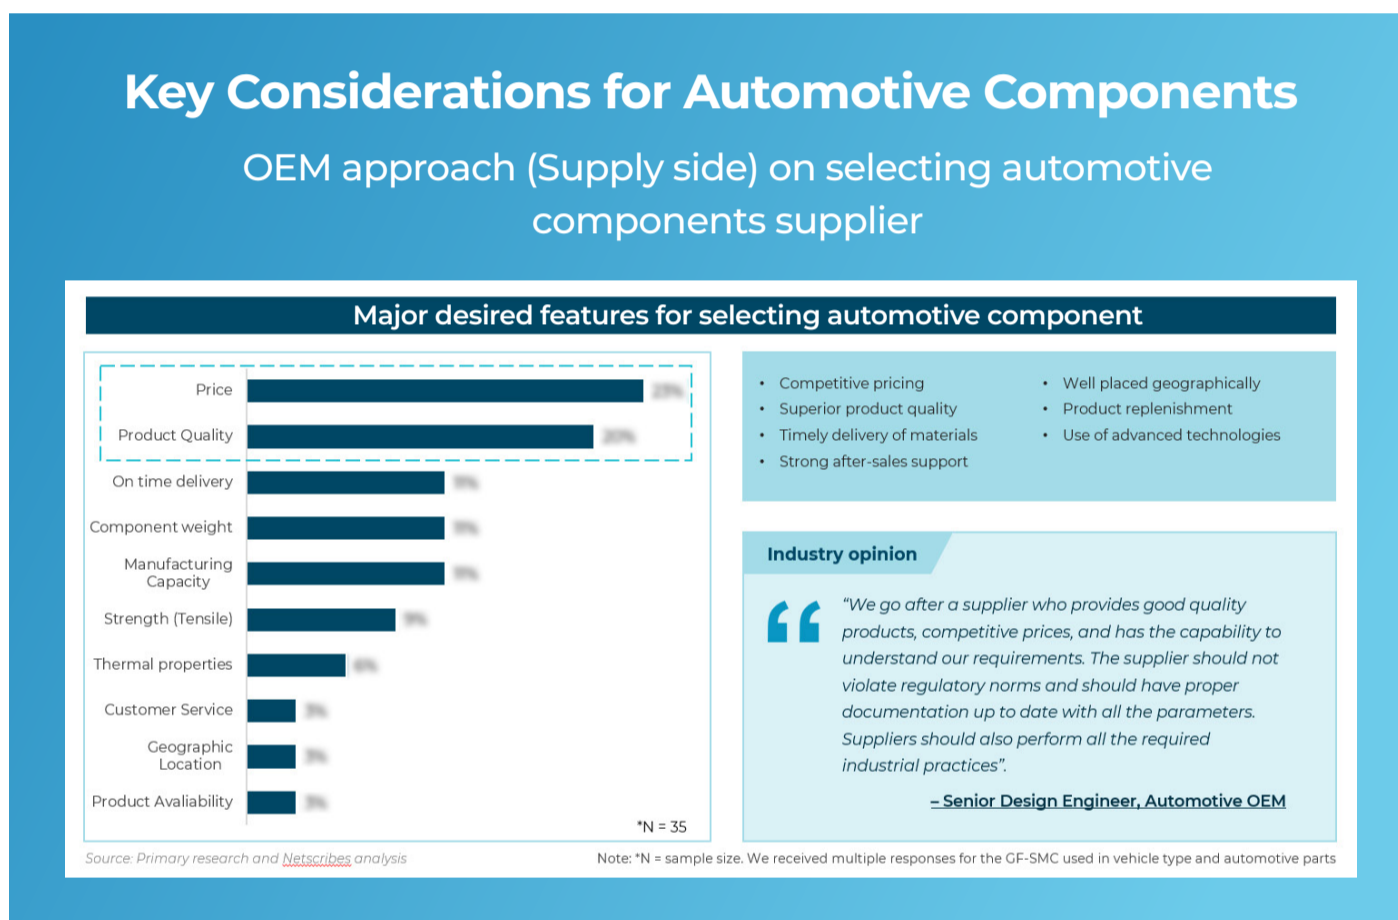 Key Considerations for Automotive Components
OEM approach (Supply side) on selecting automotive
components supplier
Major desired features for selecting automotive component
Price
Product Quality
On time delivery
Component weight
Manufacturing
Capacity
Strength (Tensile)
Thermal properties
Customer Service
Geographic
Location
Product Avaliability
*N = 35
• Competitive pricing
• Superior product quality
• Timely delivery of materials
• Strong after-sales support
• Well placed geographically
• Product replenishment
• Use of advanced technologies
Industry opinion
“We go after a supplier who provides good quality
products, competitive prices, and has the capability to
understand our requirements. The supplier should not
violate regulatory norms and should have proper
documentation up to date with all the parameters.
Suppliers should also perform all the required
industrial practices”.
– Senior Design Engineer, Automotive OEM
Source: Primary research and Netscribes analysis
Note: *N = sample size. We received multiple responses for the GF-SMC used in vehicle type and automotive parts